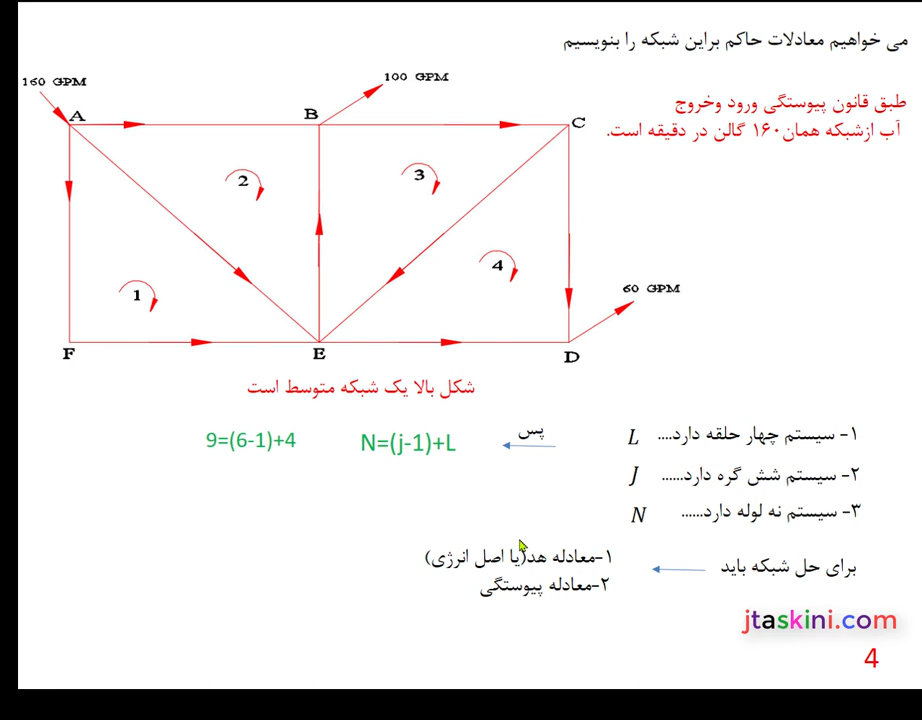 می خواهیم معادلات حاکم براین شبکه را بنویسیم
160 GPM
100 GPM
طبق قانون پیوستگی ورود وخروج
آب ازشبکه همان۱۶۰ گالن در دقیقه است.
A
B
C
2
3
4
1
60 GPM
F
E
D
شکل بالا یک شبکه متوسط است
۱- سیستم چهار حلقه دارد.... L
پس
N=(j-1)+L
9=(6-1)+4
۲- سیستم شش گره دارد...... J
۳- سیستم نه لوله دارد...... N
برای حل شبکه باید
۱-معادله هد(یا اصل انرژی)
۲-معادله پیوستگی
jtaskini.com
4